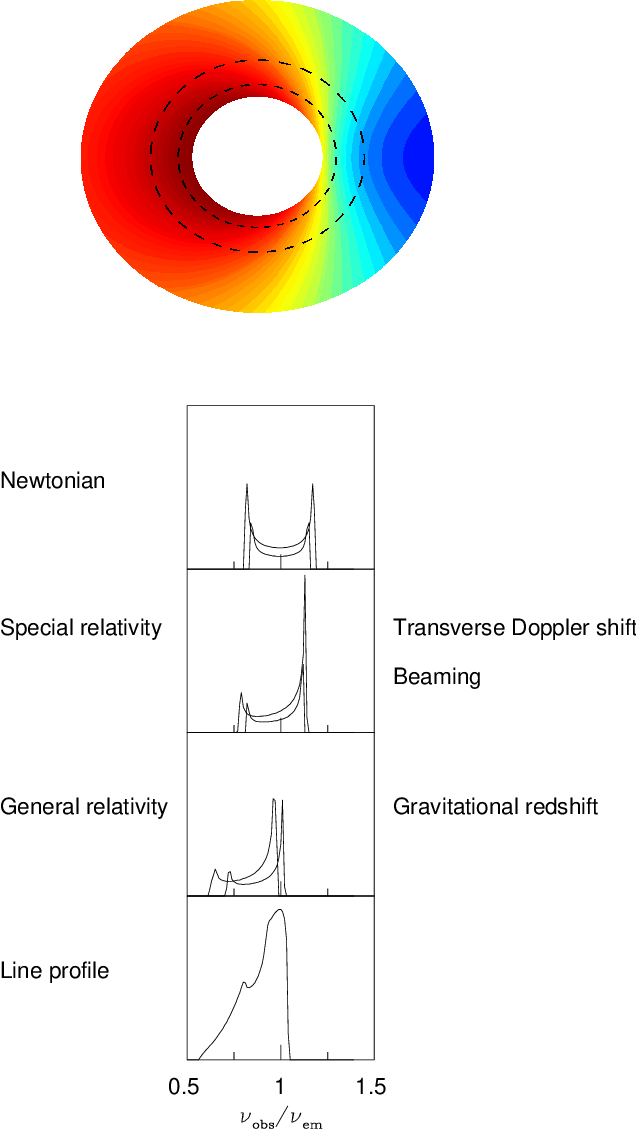 Newtonian
Special relativity
Transverse Doppler shift
Beaming
General relativity
Gravitational redshift
Line profile
0.5 1 1.5
ν_obs/ν_em